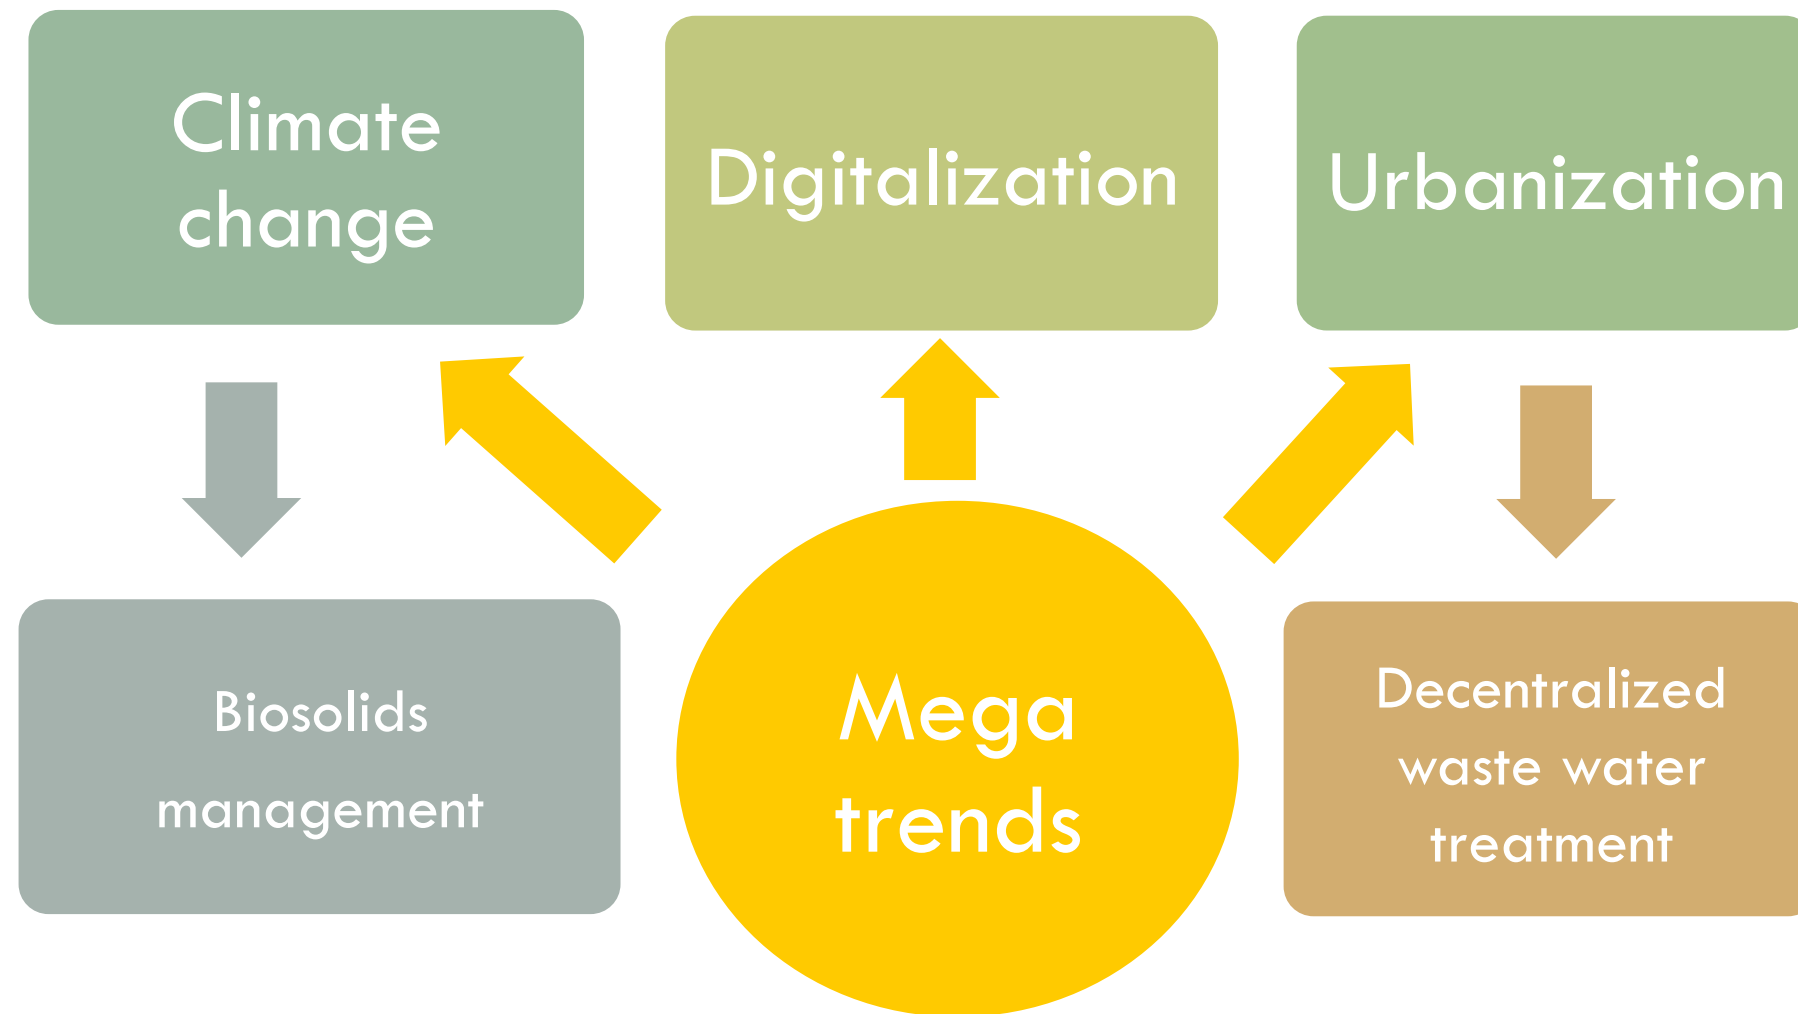 Climate
change
Digitalization
Urbanization
Biosolids
management
Mega
trends
Decentralized
waste water
treatment